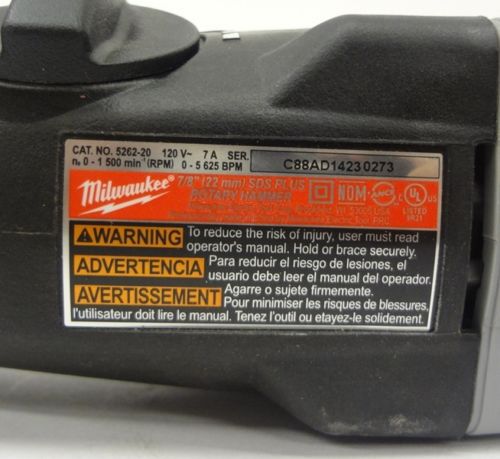 CAT. NO. 5262-20 120 V~ 7 A SER. C88AD14230273
n₀ 0 - 1 500 min⁻¹ (RPM) 0 - 5 625 BPM
Milwaukee
7/8" (22 mm) SDS PLUS
ROTARY HAMMER
NOM
ANCE
C UL US
LISTED
WARNING To reduce the risk of injury, user must read
operator's manual. Hold or brace securely.
ADVERTENCIA Para reducir el riesgo de lesiones, el
usuario debe leer el manual del operador.
Agarre o sujete firmemente.
AVERTISSEMENT Pour minimiser les risques de blessures,
l'utilisateur doit lire le manual. Tenez l'outil ou etayez-le solidement.